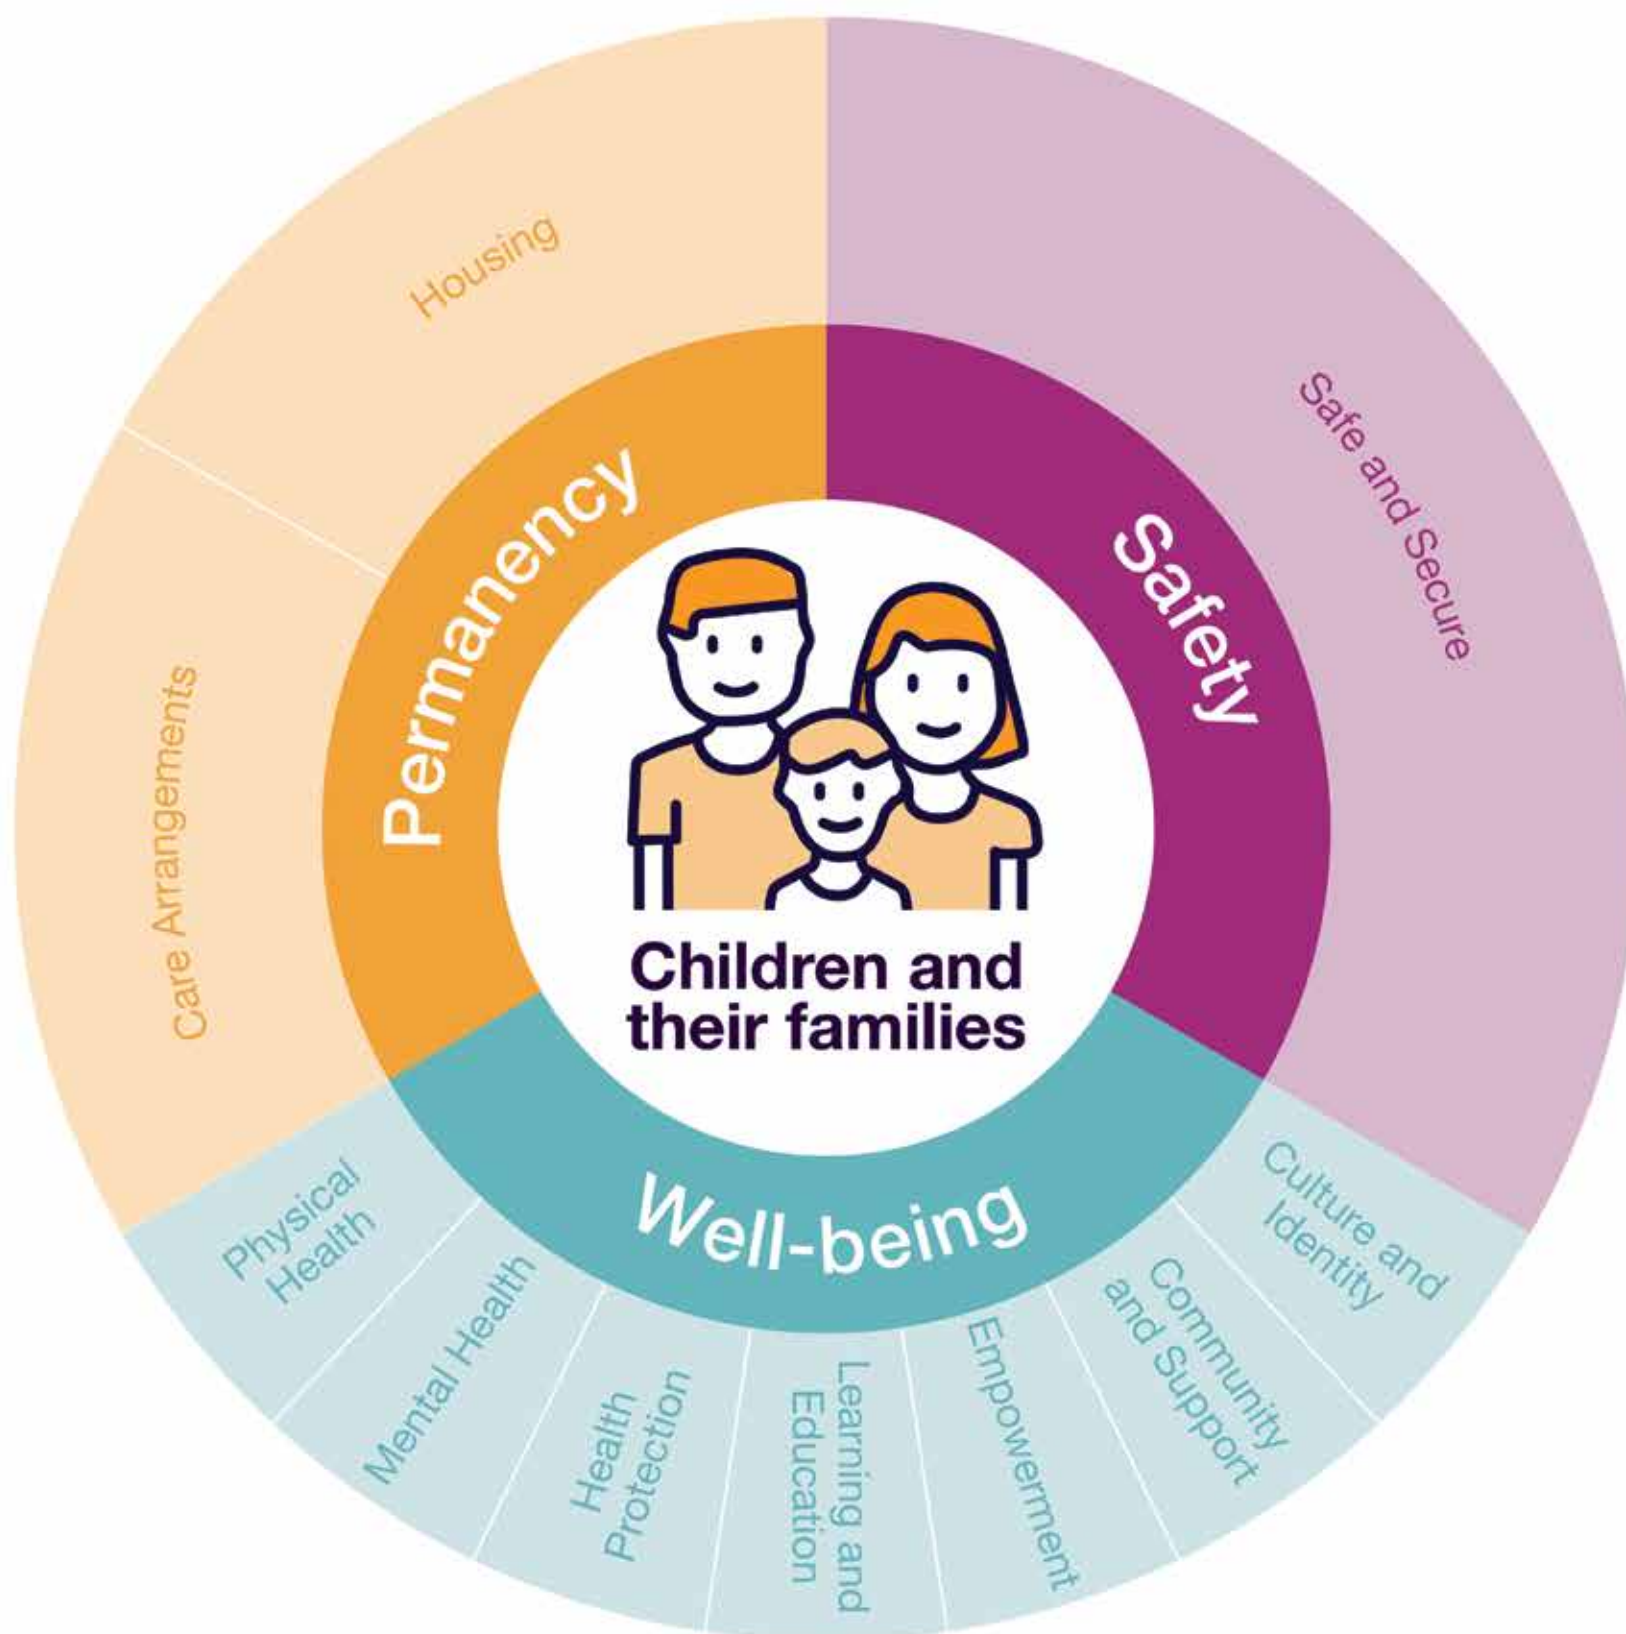 Housing
Care Arrangements
Permanency
Safety
Safe and Secure
Children and
their families
Well-being
Physical
Health
Mental Health
Health
Protection
Learning and
Education
Empowerment
Community
and Support
Culture and
Identity